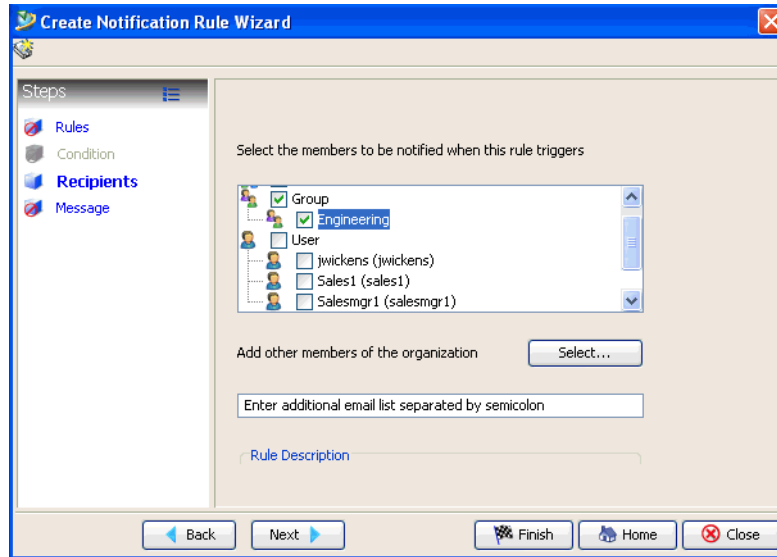 Create Notification Rule Wizard
Steps
Rules
Condition
Recipients
Message
Select the members to be notified when this rule triggers
Group
Engineering
User
jwickens (jwickens)
Sales1 (sales1)
Salesmgr1 (salesmgr1)
Add other members of the organization
Select...
Enter additional email list separated by semicolon
Rule Description
Back
Next
Finish
Home
Close